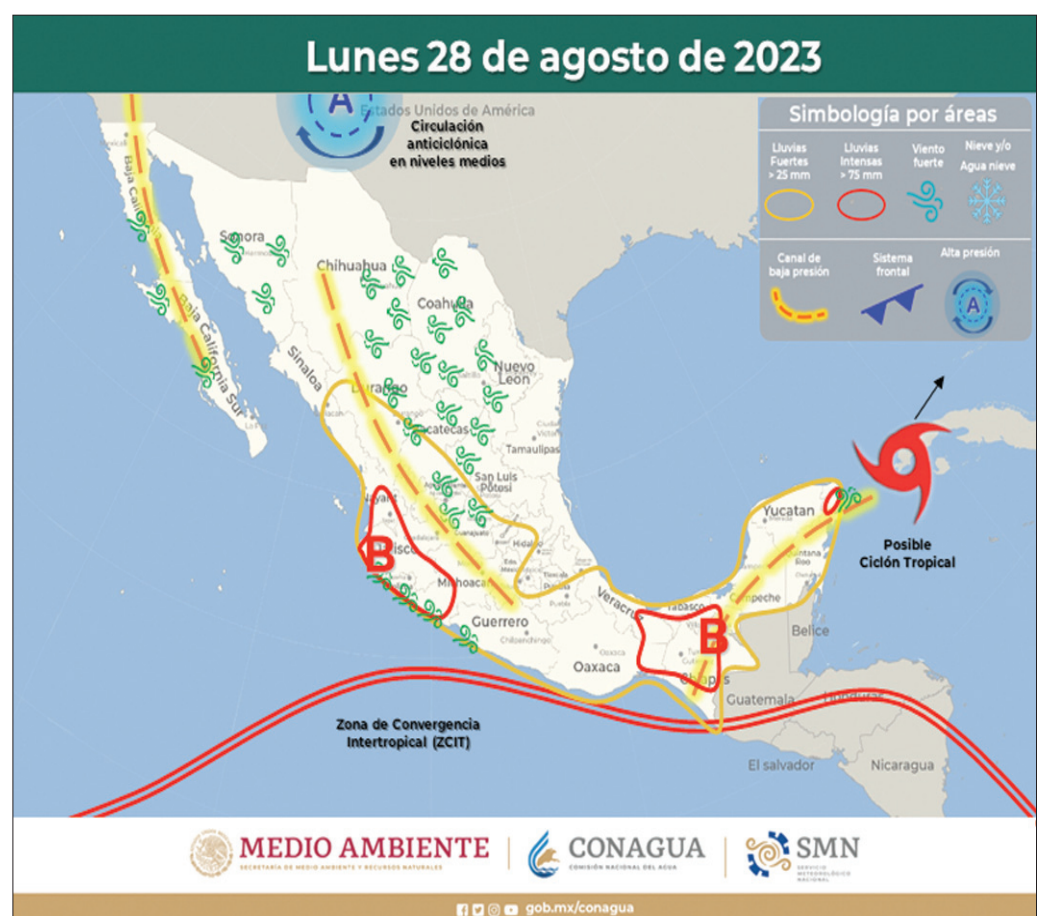 Lunes 28 de agosto de 2023
Estados Unidos de América
A
Circulación
anticiclónica
en niveles medios
Simbología por áreas
Lluvias
Fuertes
> 25 mm
Lluvias
Intensas
> 75 mm
Viento
fuerte
Nieve y/o
Agua nieve
Canal de
baja presión
Sistema
frontal
Alta presión
A
Baja California
Sonora
Chihuahua
Coahuila
Baja California Sur
Sinaloa
Nuevo
León
Durango
Zacatecas
Tamaulipas
San Luis
Potosí
Nayarit
Yucatan
Guanajuato
Hidalgo
B
Jalisco
Posible
Ciclón Tropical
Quintana
Roo
Michoacan
Veracruz
Tabasco
Campeche
Guerrero
B
Belice
Oaxaca
Chiapas
Guatemala
Honduras
Zona de Convergencia
Intertropical (ZCIT)
El salvador
Nicaragua
MEDIO AMBIENTE
SECRETARÍA DE MEDIO AMBIENTE Y RECURSOS NATURALES
CONAGUA
COMISIÓN NACIONAL DEL AGUA
SMN
SERVICIO
METEOROLÓGICO
NACIONAL
gob.mx/conagua